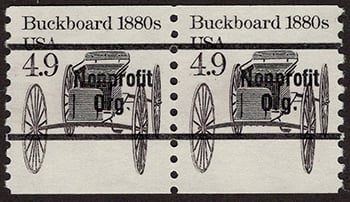 Buckboard 1880s
USA
4.9
Nonprofit
Org.
Buckboard 1880s
USA
4.9
Nonprofit
Org.